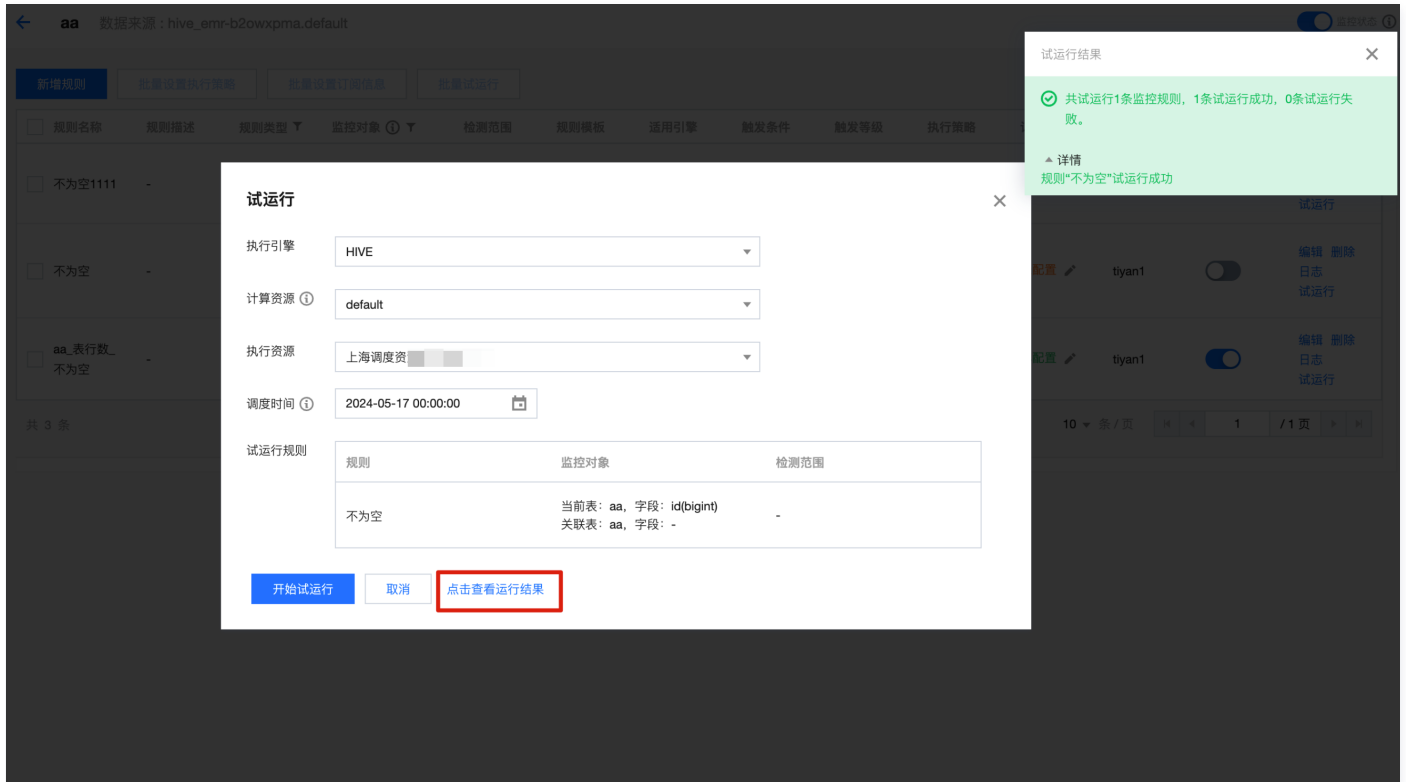 aa 数据来源 : hive_emr-b2owxpma.default 监控状态
新增规则 批量设置执行策略 批量设置订阅信息 批量试运行
规则名称 规则描述 规则类型 监控对象 检测范围 规则模板 适用引擎 触发条件 触发等级 执行策略
试运行结果
共试运行1条监控规则，1条试运行成功，0条试运行失
败。
详情
规则“不为空”试运行成功
不为空1111 -
试运行
不为空 -
配置 tiyan1
编辑 删除
日志
试运行
aa_表行数_
不为空 -
配置 tiyan1
编辑 删除
日志
试运行
共 3 条
10 条 / 页 1 / 1 页
试运行
执行引擎 HIVE
计算资源 default
执行资源 上海调度资
调度时间 2024-05-17 00:00:00
试运行规则
规则 监控对象 检测范围
不为空
当前表：aa，字段：id(bigint)
关联表：aa，字段：-
-
开始试运行 取消 点击查看运行结果